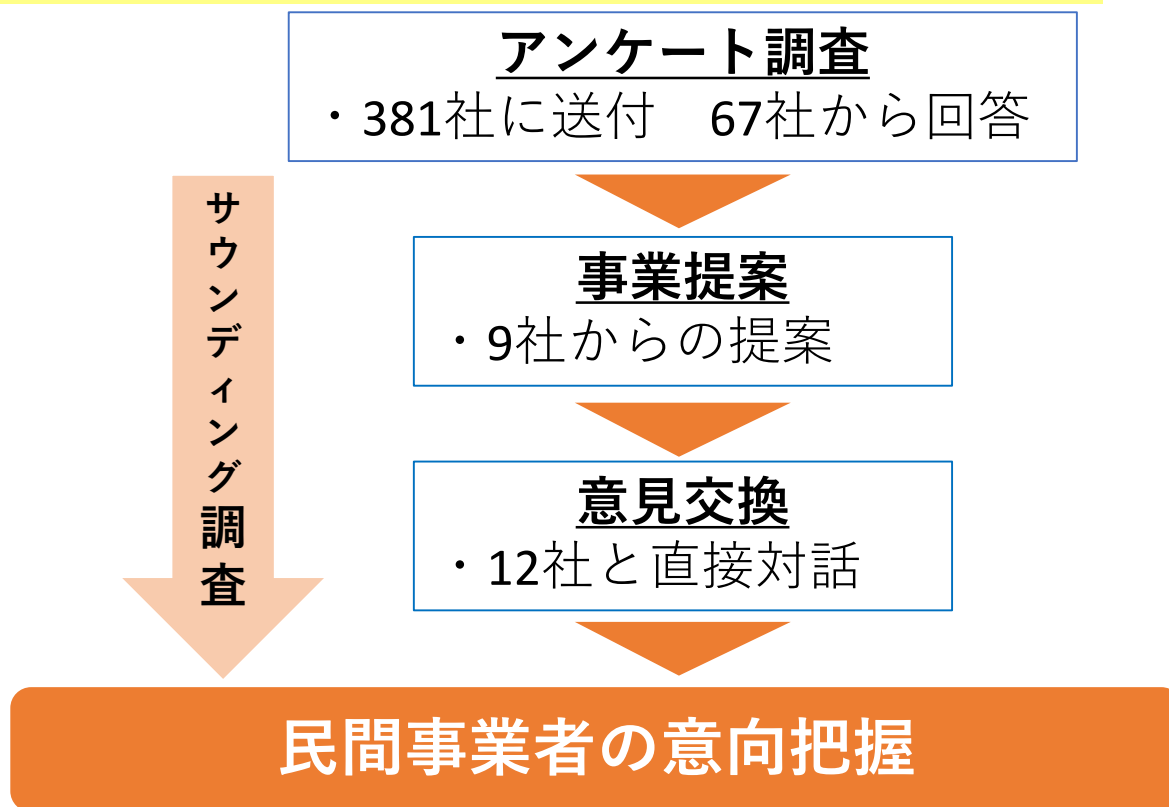 アンケート調査
・381社に送付　67社から回答
サウンディング調査
事業提案
・9社からの提案
意見交換
・12社と直接対話
民間事業者の意向把握